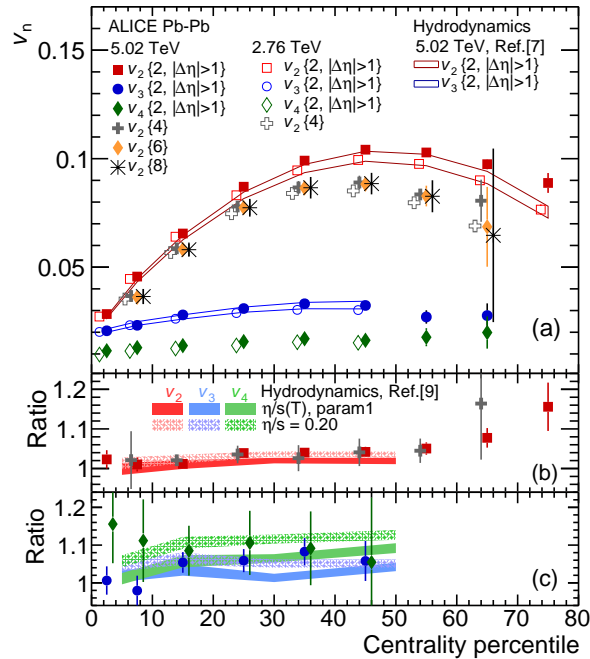 v_n
0.15
0.1
0.05
ALICE Pb-Pb
5.02 TeV
v_2{2, |Δη|>1}
v_3{2, |Δη|>1}
v_4{2, |Δη|>1}
v_2{4}
v_2{6}
v_2{8}
2.76 TeV
v_2{2, |Δη|>1}
v_3{2, |Δη|>1}
v_4{2, |Δη|>1}
v_2{4}
Hydrodynamics
5.02 TeV, Ref.[7]
v_2{2, |Δη|>1}
v_3{2, |Δη|>1}
(a)
Ratio
1.2
1.1
1
v_2 v_3 v_4 Hydrodynamics, Ref.[9]
η/s(T), param1
η/s = 0.20
(b)
Ratio
1.2
1.1
1
(c)
0 10 20 30 40 50 60 70 80
Centrality percentile